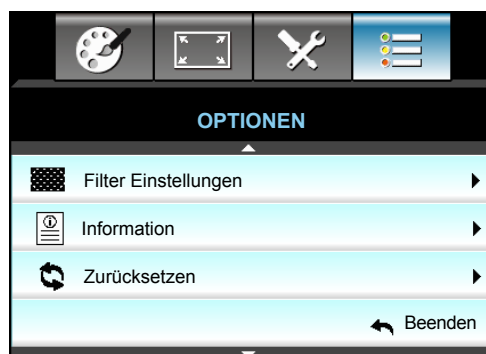 OPTIONEN
Filter Einstellungen
Information
Zurücksetzen
Beenden